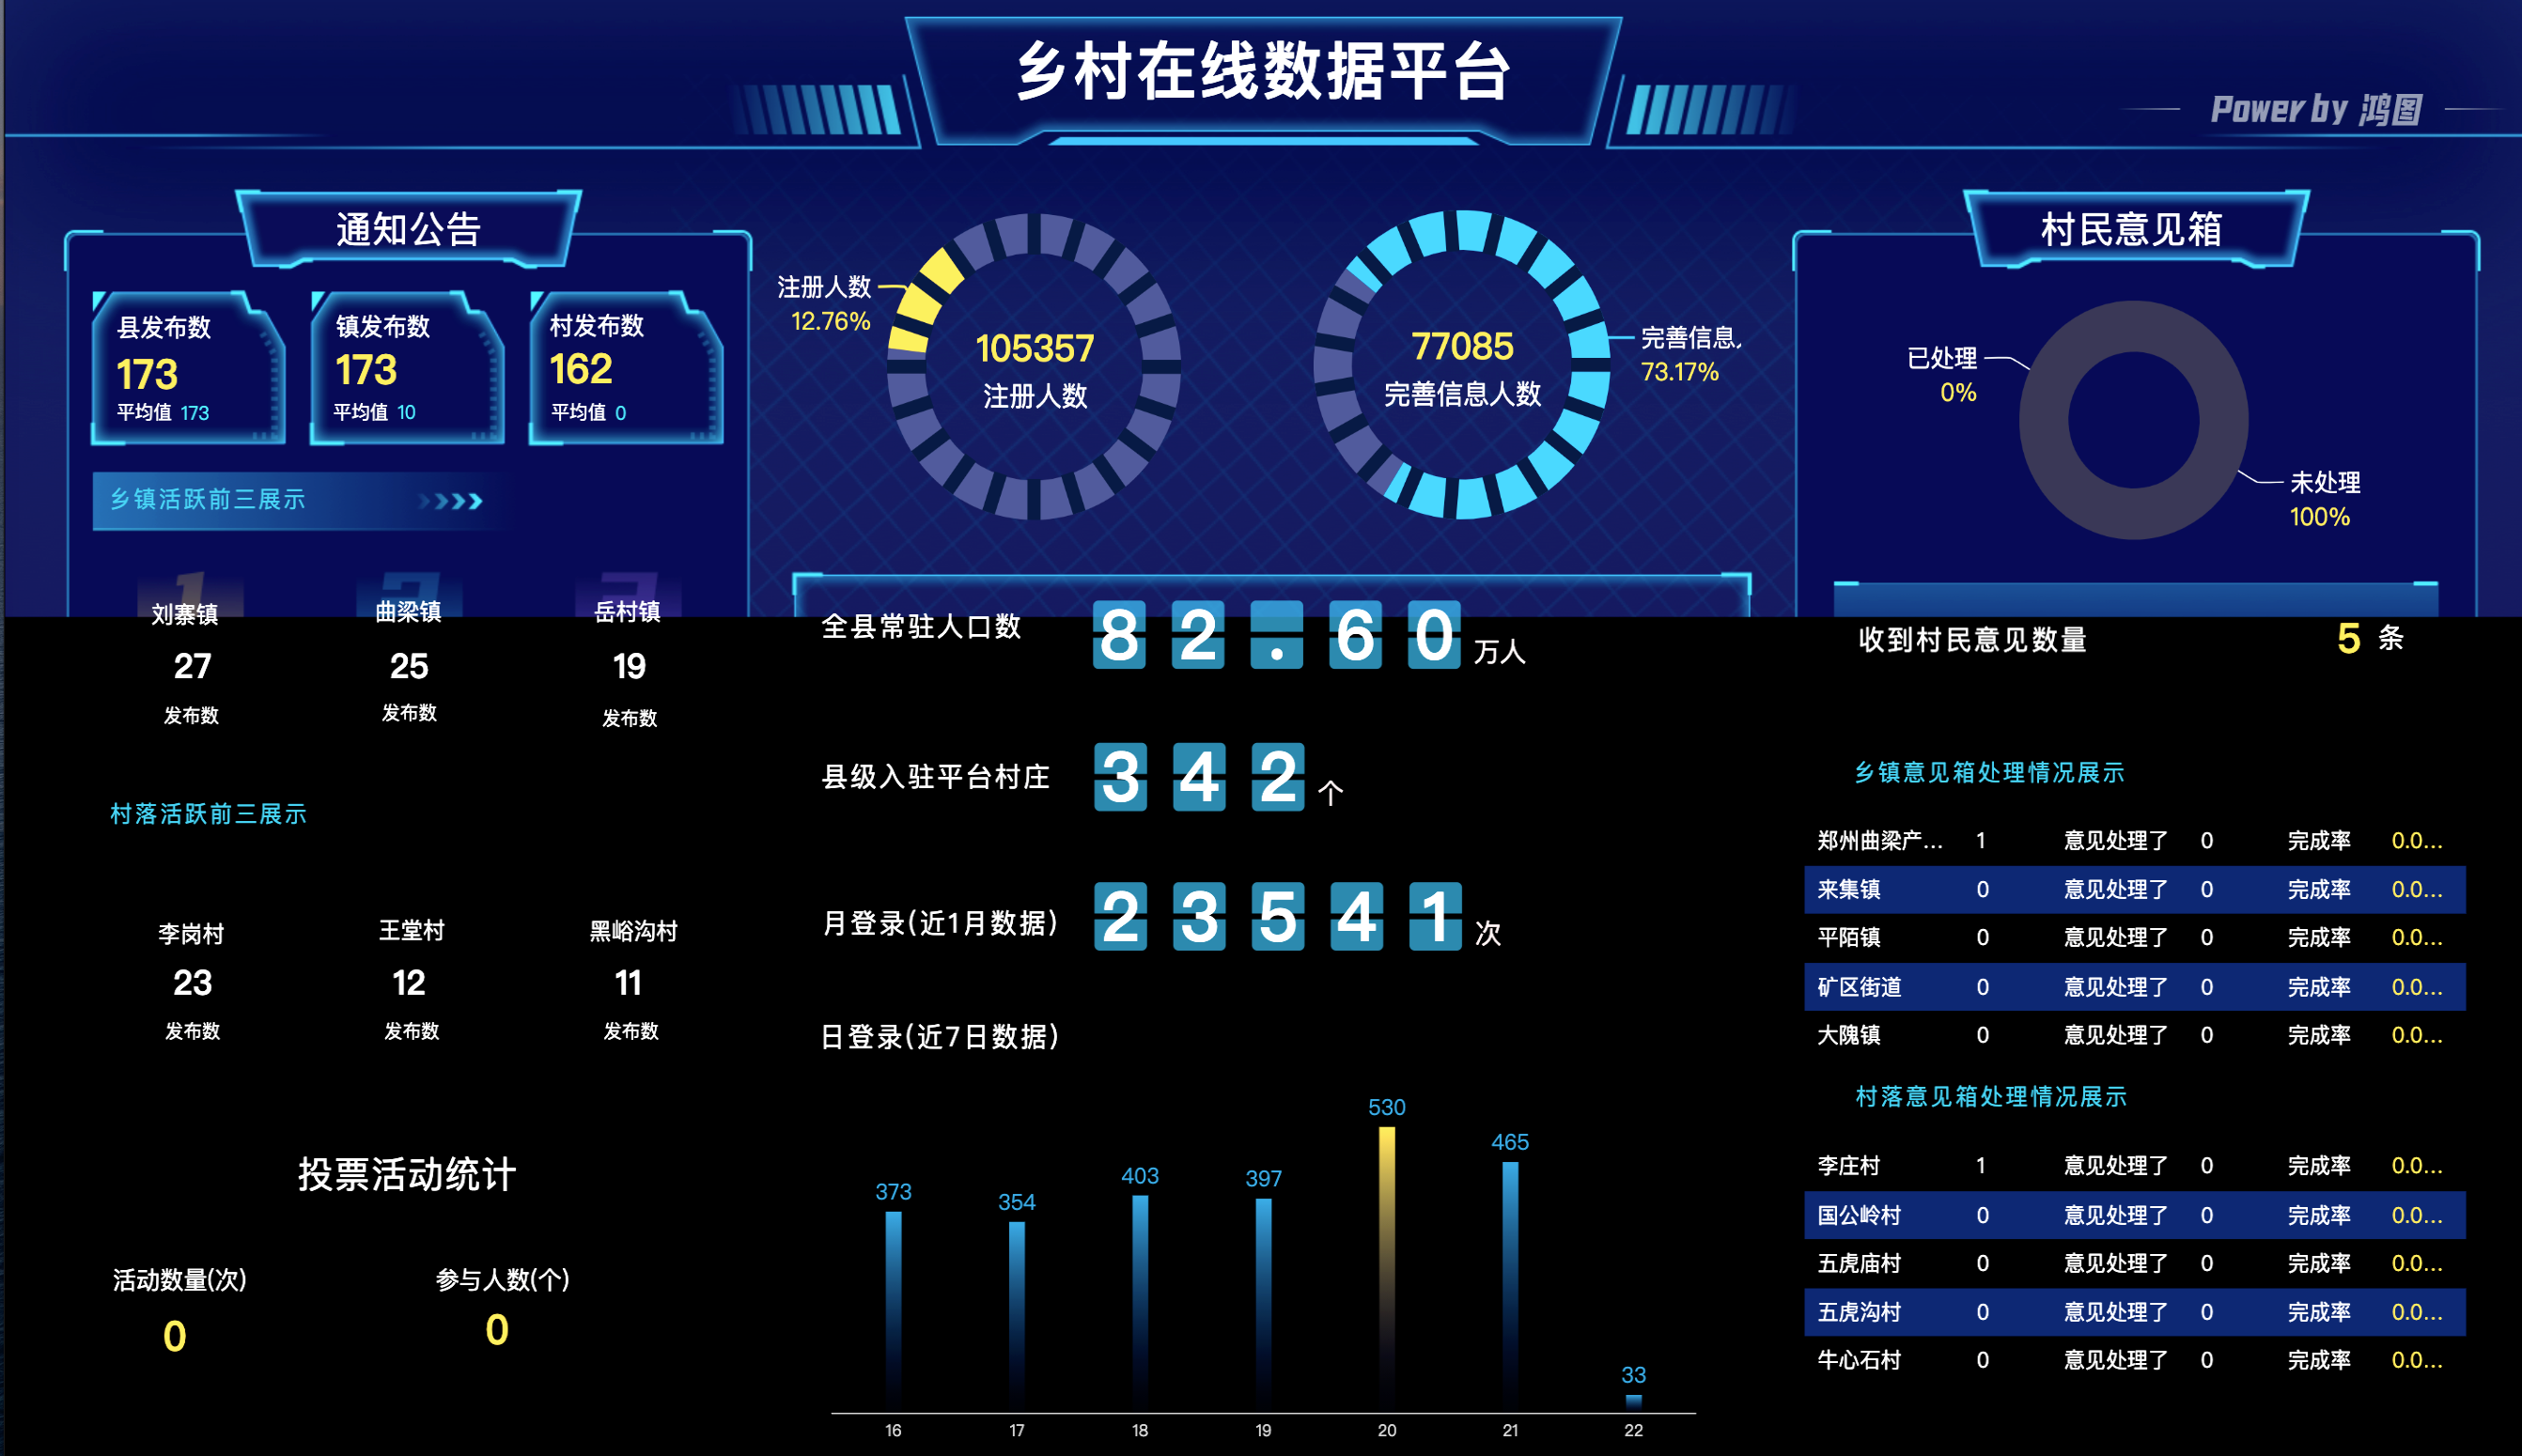 乡村在线数据平台
Power by 鸿图
通知公告
县发布数
173
平均值 173
镇发布数
173
平均值 10
村发布数
162
平均值 0
乡镇活跃前三展示
1 2 3
刘寨镇 曲梁镇 岳村镇
27 25 19
发布数 发布数 发布数
村落活跃前三展示
李岗村 王堂村 黑峪沟村
23 12 11
发布数 发布数 发布数
投票活动统计
活动数量(次) 参与人数(个)
0 0
注册人数
12.76%
105357
注册人数
77085
完善信息人数
完善信息
73.17%
全县常驻人口数 82.60 万人
县级入驻平台村庄 342 个
月登录(近1月数据) 23541 次
日登录(近7日数据)
373 354 403 397 530 465 33
16 17 18 19 20 21 22
村民意见箱
已处理
0%
未处理
100%
收到村民意见数量 5 条
乡镇意见箱处理情况展示
郑州曲梁产... 1 意见处理了 0 完成率 0.0...
来集镇 0 意见处理了 0 完成率 0.0...
平陌镇 0 意见处理了 0 完成率 0.0...
矿区街道 0 意见处理了 0 完成率 0.0...
大隗镇 0 意见处理了 0 完成率 0.0...
村落意见箱处理情况展示
李庄村 1 意见处理了 0 完成率 0.0...
国公岭村 0 意见处理了 0 完成率 0.0...
五虎庙村 0 意见处理了 0 完成率 0.0...
五虎沟村 0 意见处理了 0 完成率 0.0...
牛心石村 0 意见处理了 0 完成率 0.0...